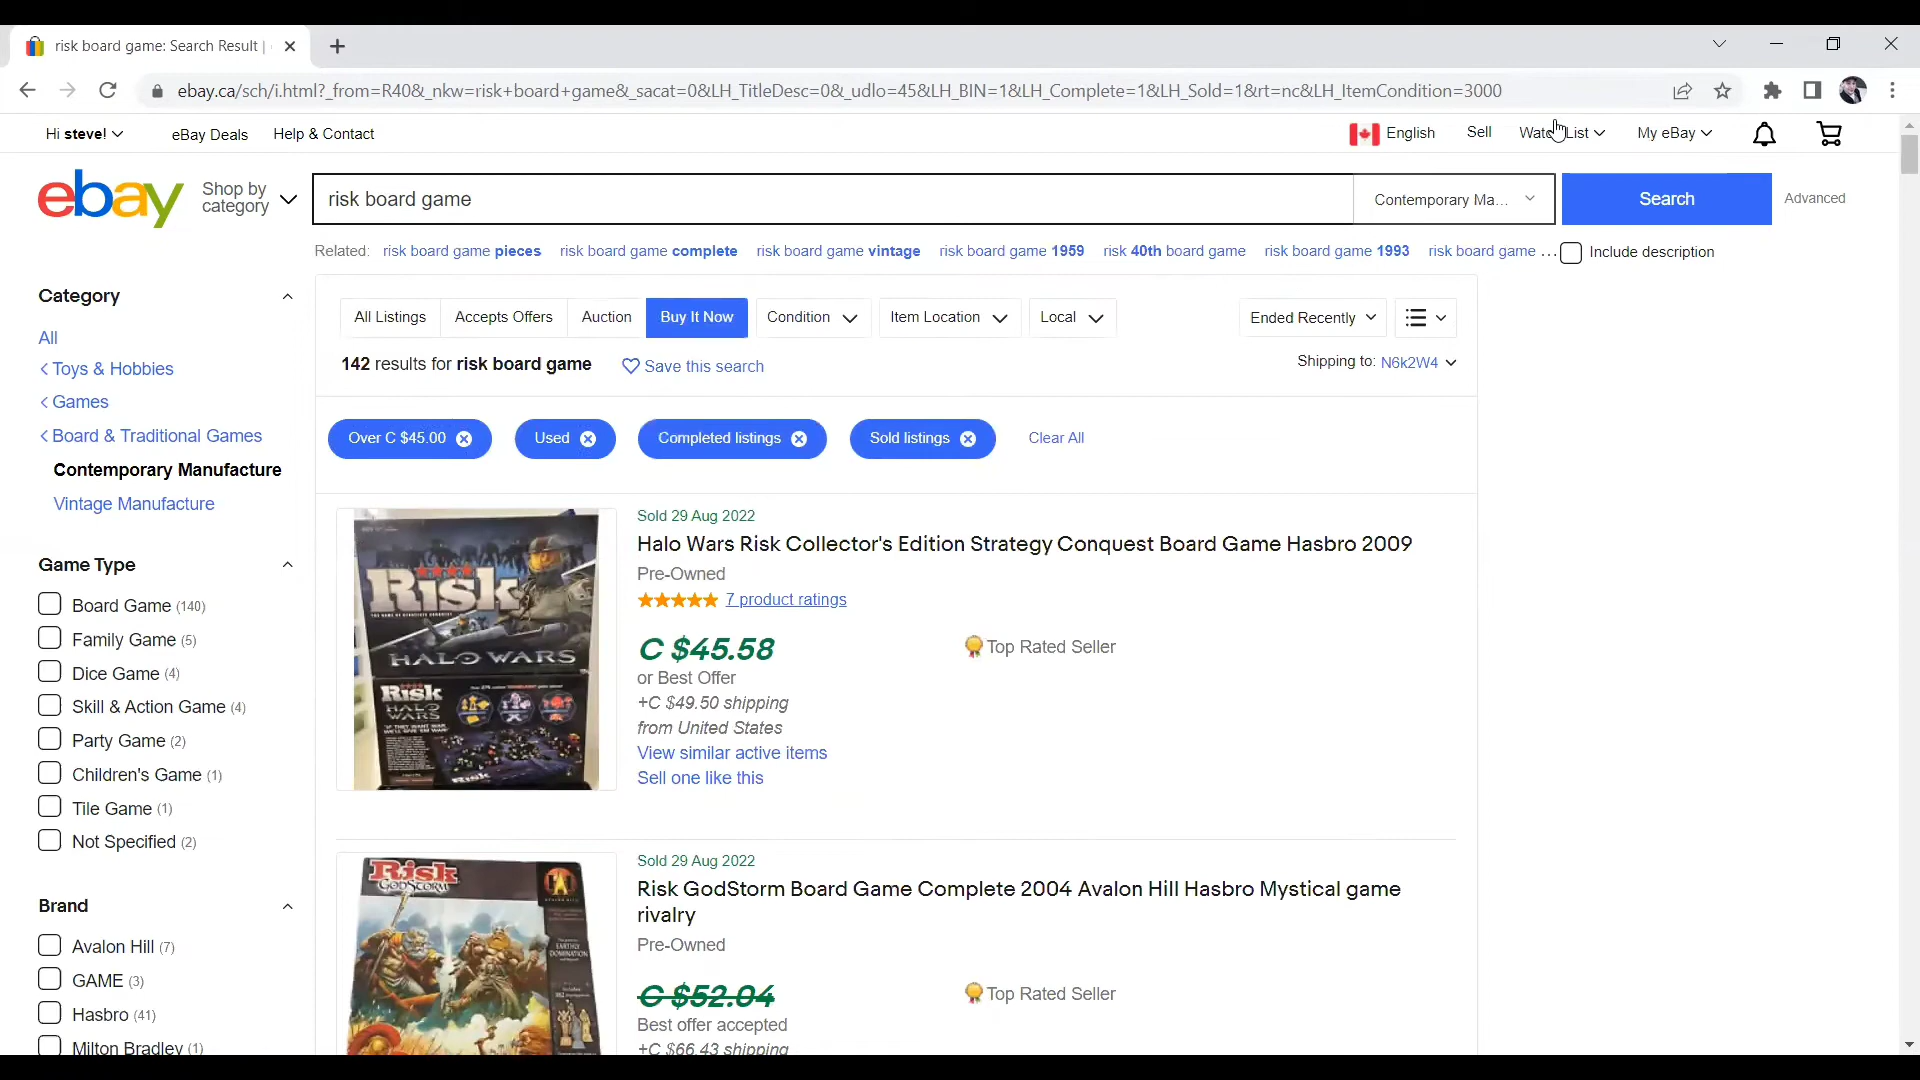 risk board game: Search Result |
ebay.ca/sch/i.html?_from=R40&_nkw=risk+board+game&_sacat=0&LH_TitleDesc=0&_udlo=45&LH_BIN=1&LH_Complete=1&LH_Sold=1&rt=nc&LH_ItemCondition=3000
Hi steve! eBay Deals Help & Contact English Sell Watch List My eBay
ebay Shop by category risk board game Contemporary Ma... Search Advanced
Related: risk board game pieces risk board game complete risk board game vintage risk board game 1959 risk 40th board game risk board game 1993 risk board game ... Include description
Category
All
Toys & Hobbies
Games
Board & Traditional Games
Contemporary Manufacture
Vintage Manufacture
Game Type
Board Game (140)
Family Game (5)
Dice Game (4)
Skill & Action Game (4)
Party Game (2)
Children's Game (1)
Tile Game (1)
Not Specified (2)
Brand
Avalon Hill (7)
GAME (3)
Hasbro (41)
Milton Bradley (1)
All Listings Accepts Offers Auction Buy It Now Condition Item Location Local Ended Recently
142 results for risk board game Save this search Shipping to: N6k2W4
Over C $45.00 Used Completed listings Sold listings Clear All
RISK
HALO WARS
RISK
HALO WARS
Risk
Sold 29 Aug 2022
Halo Wars Risk Collector's Edition Strategy Conquest Board Game Hasbro 2009
Pre-Owned
7 product ratings
C $45.58 Top Rated Seller
or Best Offer
+C $49.50 shipping
from United States
View similar active items
Sell one like this
Risk
GODSTORM
Sold 29 Aug 2022
Risk GodStorm Board Game Complete 2004 Avalon Hill Hasbro Mystical game
rivalry
Pre-Owned
C $52.04 Top Rated Seller
Best offer accepted
+C $66.43 shipping